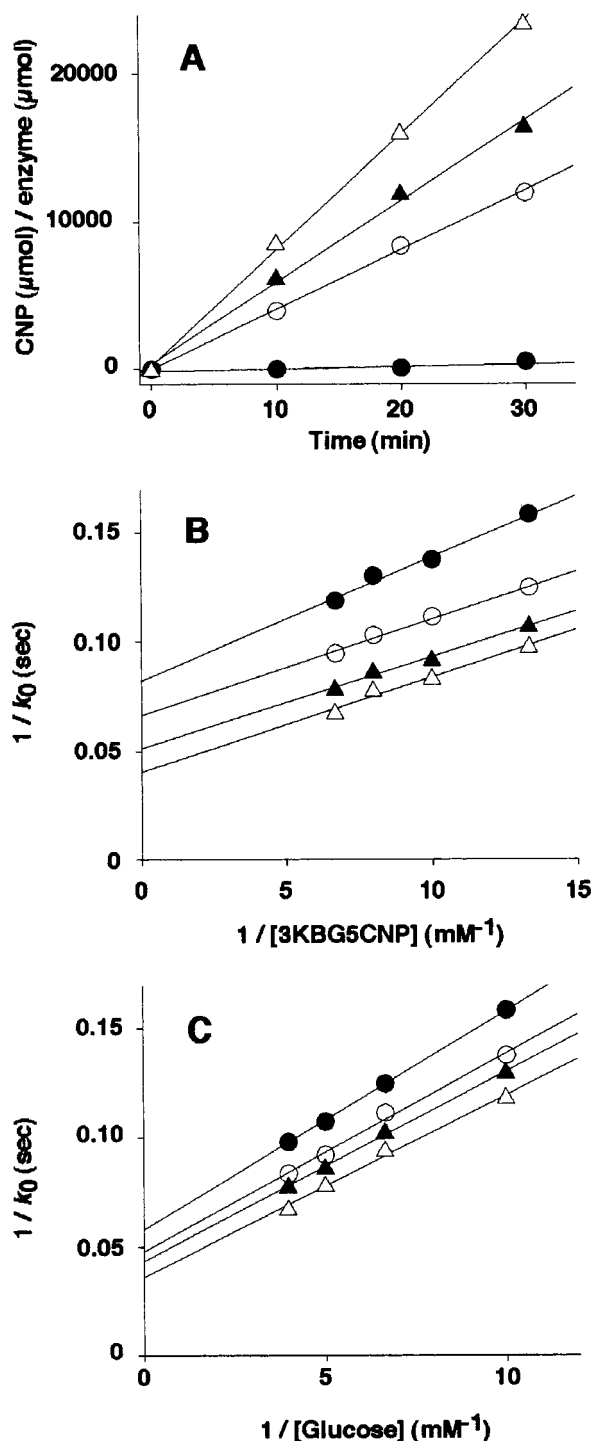 A
20000
10000
0
CNP (µmol) / enzyme (µmol)
0 10 20 30
Time (min)
B
0.15
0.10
0.05
0
1 / k0 (sec)
0 5 10 15
1 / [3KBG5CNP] (mM-1)
C
0.15
0.10
0.05
0
1 / k0 (sec)
0 5 10
1 / [Glucose] (mM-1)